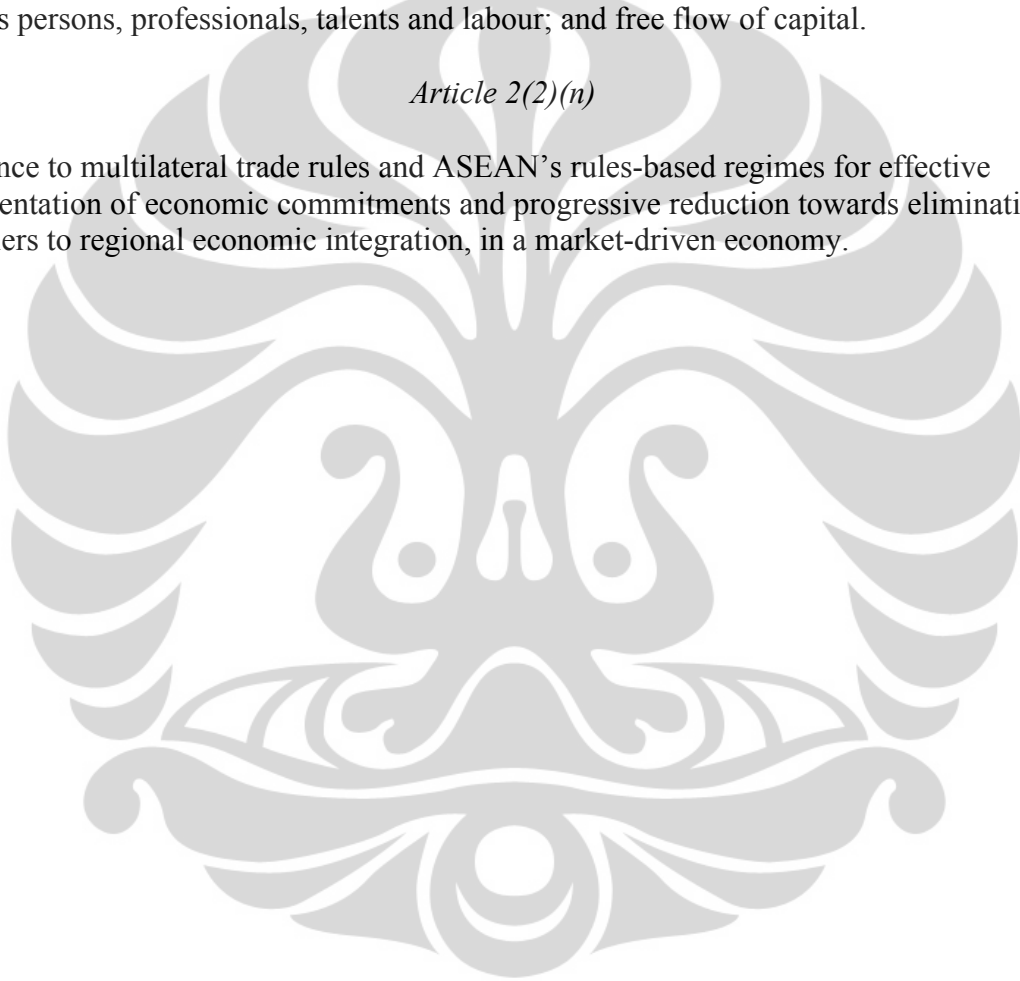 s persons, professionals, talents and labour; and free flow of capital.
Article 2(2)(n)
nce to multilateral trade rules and ASEAN’s rules-based regimes for effective
entation of economic commitments and progressive reduction towards eliminati
ers to regional economic integration, in a market-driven economy.